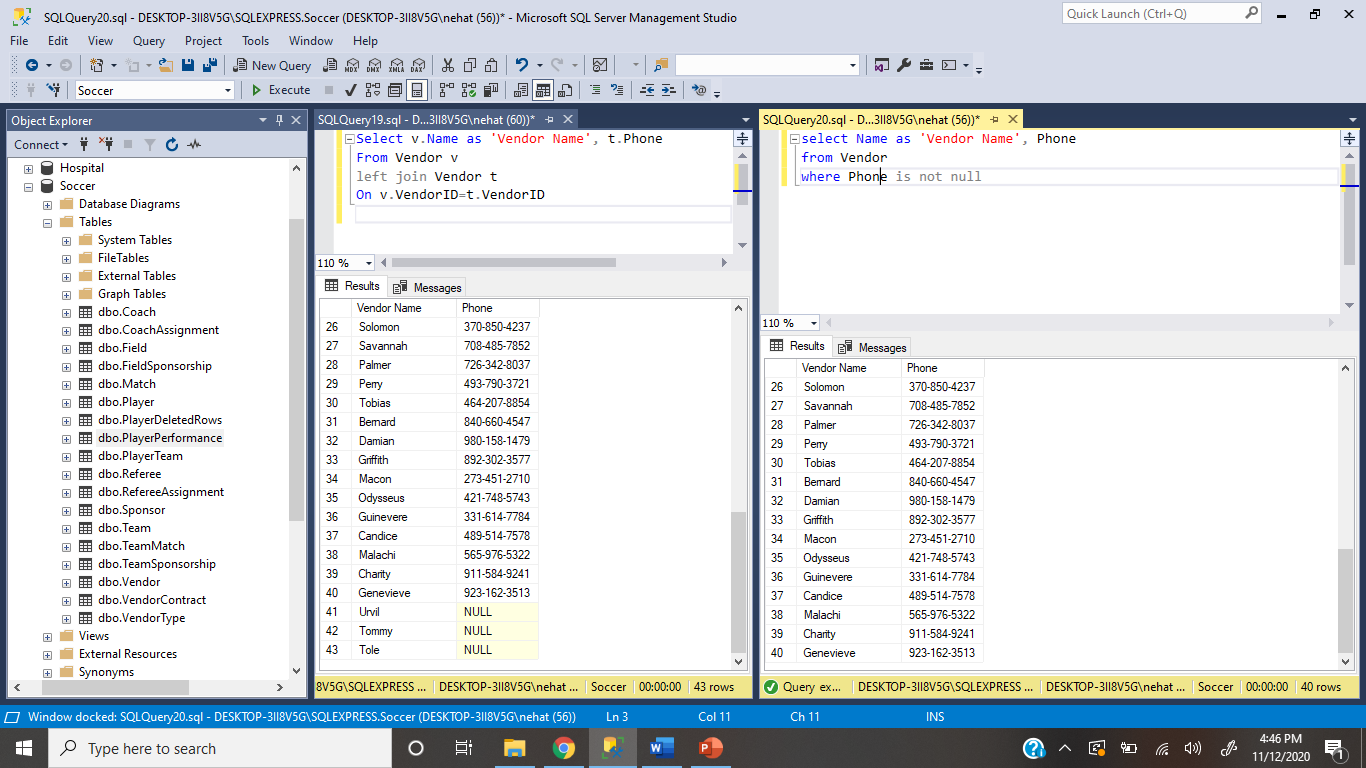 SQLQuery20.sql - DESKTOP-3II8V5G\SQLEXPRESS.Soccer (DESKTOP-3II8V5G\nehat (56))* - Microsoft SQL Server Management Studio
Quick Launch (Ctrl+Q)
File Edit View Query Project Tools Window Help
New Query MDX DMX XMLA DAX
Soccer Execute
Object Explorer
Connect
Hospital
Soccer
Database Diagrams
Tables
System Tables
FileTables
External Tables
Graph Tables
dbo.Coach
dbo.CoachAssignment
dbo.Field
dbo.FieldSponsorship
dbo.Match
dbo.Player
dbo.PlayerDeletedRows
dbo.PlayerPerformance
dbo.PlayerTeam
dbo.Referee
dbo.RefereeAssignment
dbo.Sponsor
dbo.Team
dbo.TeamMatch
dbo.TeamSponsorship
dbo.Vendor
dbo.VendorContract
dbo.VendorType
Views
External Resources
Synonyms
SQLQuery19.sql - D...3II8V5G\nehat (60))*
Select v.Name as 'Vendor Name', t.Phone
From Vendor v
left join Vendor t
On v.VendorID=t.VendorID
110 %
Results Messages
Vendor Name Phone
26 Solomon 370-850-4237
27 Savannah 708-485-7852
28 Palmer 726-342-8037
29 Perry 493-790-3721
30 Tobias 464-207-8854
31 Bernard 840-660-4547
32 Damian 980-158-1479
33 Griffith 892-302-3577
34 Macon 273-451-2710
35 Odysseus 421-748-5743
36 Guinevere 331-614-7784
37 Candice 489-514-7578
38 Malachi 565-976-5322
39 Charity 911-584-9241
40 Genevieve 923-162-3513
41 Urvil NULL
42 Tommy NULL
43 Tole NULL
8V5G\SQLEXPRESS ... DESKTOP-3II8V5G\nehat ... Soccer 00:00:00 43 rows
SQLQuery20.sql - D...3II8V5G\nehat (56))*
select Name as 'Vendor Name', Phone
from Vendor
where Phone is not null
110 %
Results Messages
Vendor Name Phone
26 Solomon 370-850-4237
27 Savannah 708-485-7852
28 Palmer 726-342-8037
29 Perry 493-790-3721
30 Tobias 464-207-8854
31 Bernard 840-660-4547
32 Damian 980-158-1479
33 Griffith 892-302-3577
34 Macon 273-451-2710
35 Odysseus 421-748-5743
36 Guinevere 331-614-7784
37 Candice 489-514-7578
38 Malachi 565-976-5322
39 Charity 911-584-9241
40 Genevieve 923-162-3513
Query ex... DESKTOP-3II8V5G\SQLEXPRESS ... DESKTOP-3II8V5G\nehat ... Soccer 00:00:00 40 rows
Window docked: SQLQuery20.sql - DESKTOP-3II8V5G\SQLEXPRESS.Soccer (DESKTOP-3II8V5G\nehat (56)) Ln 3 Col 11 Ch 11 INS
Type here to search
4:46 PM
11/12/2020
1